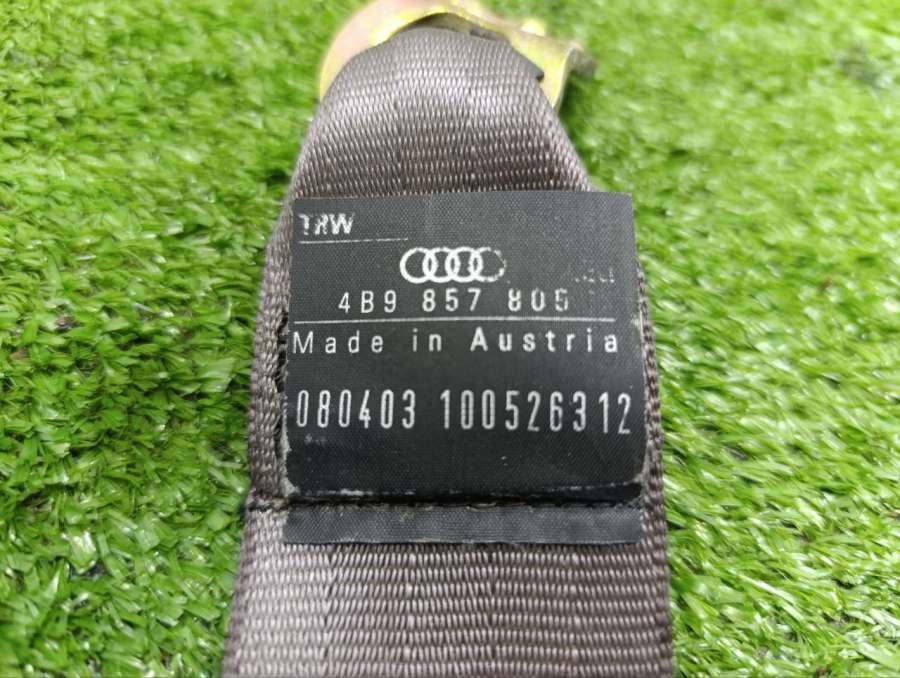 TRW
4B9 857 805
Made in Austria
080403 100526312